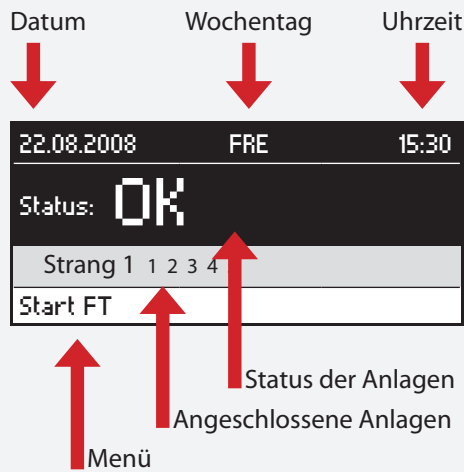 Datum Wochentag Uhrzeit
22.08.2008 FRE 15:30
Status: OK
Strang 1 1 2 3 4
Start FT
Status der Anlagen
Angeschlossene Anlagen
Menü